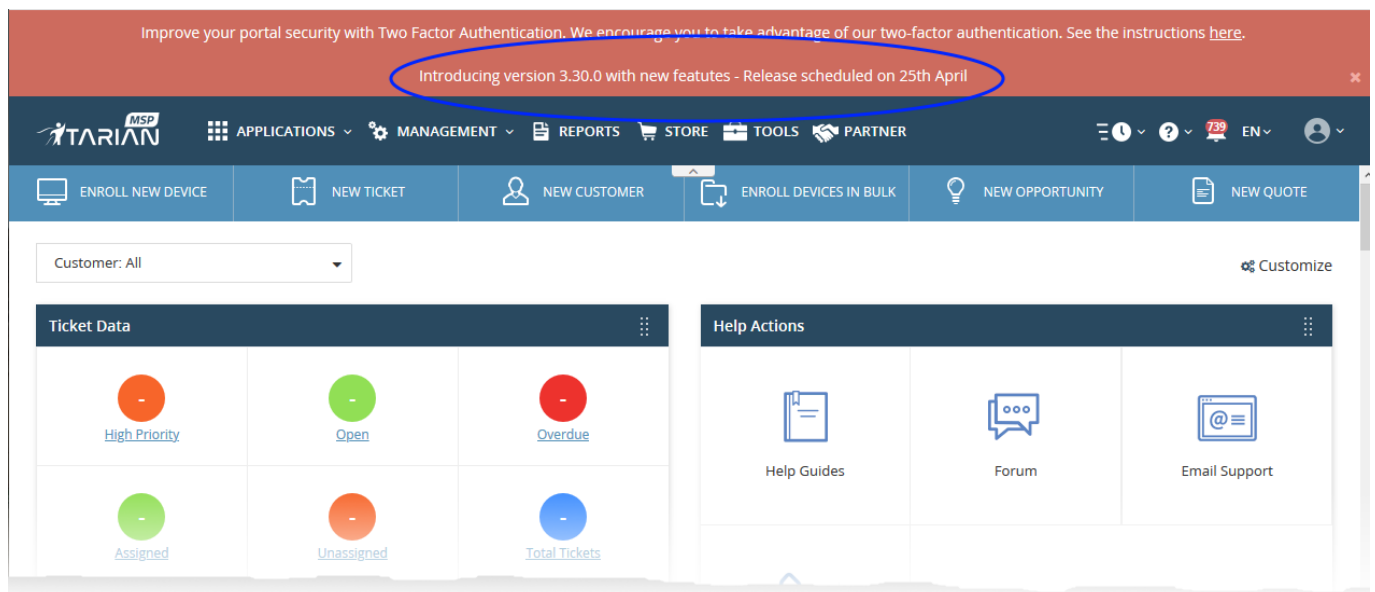 Improve your portal security with Two Factor Authentication. We encourage you to take advantage of our two-factor authentication. See the instructions here.
Introducing version 3.30.0 with new featutes - Release scheduled on 25th April
ITARIAN MSP
APPLICATIONS
MANAGEMENT
REPORTS
STORE
TOOLS
PARTNER
739
EN
ENROLL NEW DEVICE
NEW TICKET
NEW CUSTOMER
ENROLL DEVICES IN BULK
NEW OPPORTUNITY
NEW QUOTE
Customer: All
Customize
Ticket Data
High Priority
Open
Overdue
Assigned
Unassigned
Total Tickets
Help Actions
Help Guides
Forum
Email Support